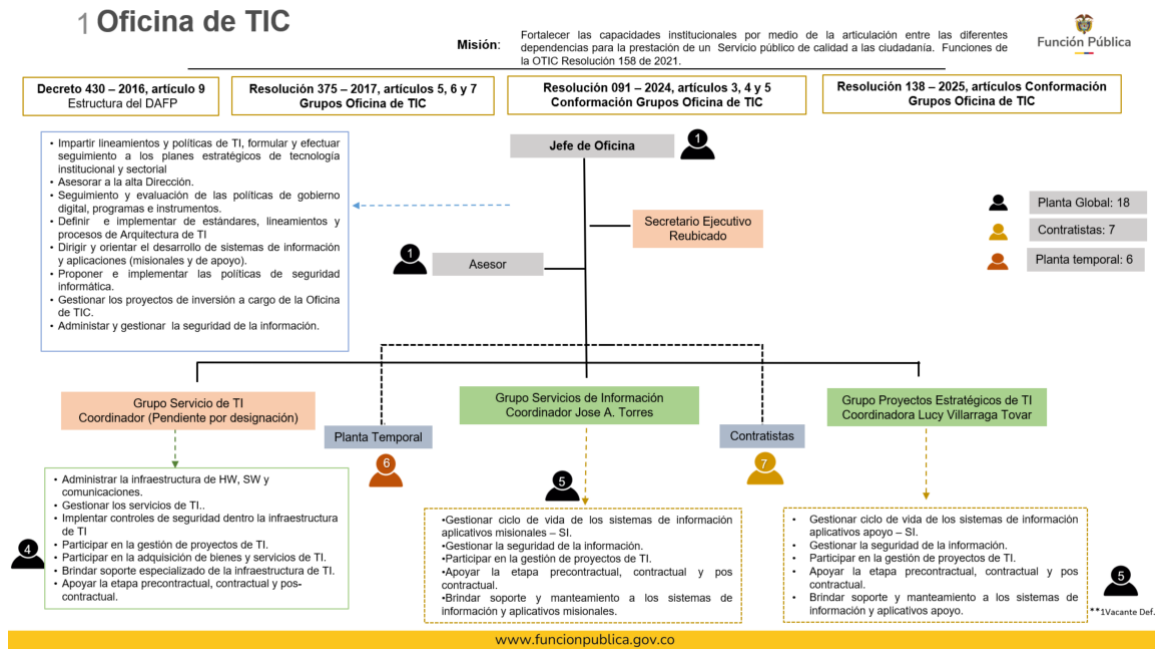 1 Oficina de TIC
Misión:
Fortalecer las capacidades institucionales por medio de la articulación entre las diferentes
dependencias para la prestación de un Servicio público de calidad a las ciudadanía. Funciones de
la OTIC Resolución 158 de 2021.
Función Pública
Decreto 430 – 2016, artículo 9
Estructura del DAFP
Resolución 375 – 2017, artículos 5, 6 y 7
Grupos Oficina de TIC
Resolución 091 – 2024, artículos 3, 4 y 5
Conformación Grupos Oficina de TIC
Resolución 138 – 2025, artículos Conformación
Grupos Oficina de TIC
• Impartir lineamientos y políticas de TI, formular y efectuar
seguimiento a los planes estratégicos de tecnología
institucional y sectorial
• Asesorar a la alta Dirección.
• Seguimiento y evaluación de las políticas de gobierno
digital, programas e instrumentos.
• Definir e implementar de estándares, lineamientos y
procesos de Arquitectura de TI
• Dirigir y orientar el desarrollo de sistemas de información
y aplicaciones (misionales y de apoyo).
• Proponer e implementar las políticas de seguridad
informática.
• Gestionar los proyectos de inversión a cargo de la Oficina
de TIC.
• Administar y gestionar la seguridad de la información.
Jefe de Oficina
1
Secretario Ejecutivo
Reubicado
1
Asesor
Planta Global: 18
Contratistas: 7
Planta temporal: 6
Grupo Servicio de TI
Coordinador (Pendiente por designación)
Planta Temporal
6
Grupo Servicios de Información
Coordinador Jose A. Torres
Contratistas
7
Grupo Proyectos Estratégicos de TI
Coordinadora Lucy Villarraga Tovar
4
• Administrar la infraestructura de HW, SW y
comunicaciones.
• Gestionar los servicios de TI..
• Implentar controles de seguridad dentro la infraestructura
de TI
• Participar en la gestión de proyectos de TI.
• Participar en la adquisición de bienes y servicios de TI.
• Brindar soporte especializado de la infraestructura de TI.
• Apoyar la etapa precontractual, contractual y pos-
contractual.
5
•Gestionar ciclo de vida de los sistemas de información
aplicativos misionales – SI.
•Gestionar la seguridad de la información.
•Participar en la gestión de proyectos de TI.
•Apoyar la etapa precontractual, contractual y pos
contractual.
•Brindar soporte y manteamiento a los sistemas de
información y aplicativos misionales.
• Gestionar ciclo de vida de los sistemas de información
aplicativos apoyo – SI.
• Gestionar la seguridad de la información.
• Participar en la gestión de proyectos de TI.
• Apoyar la etapa precontractual, contractual y pos
contractual.
• Brindar soporte y manteamiento a los sistemas de
información y aplicativos apoyo.
5
**1Vacante Def.
www.funcionpublica.gov.co